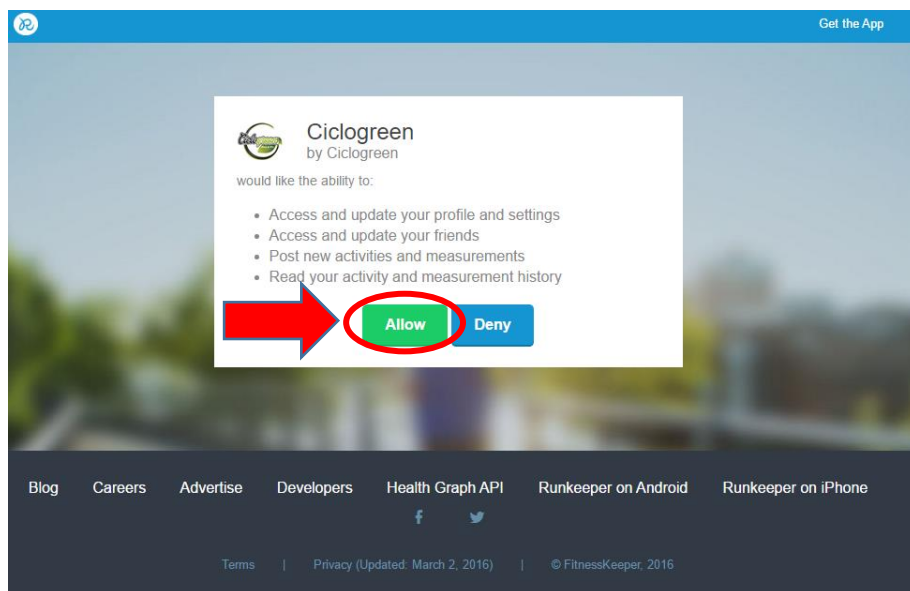 Get the App
Ciclogreen
by Ciclogreen
would like the ability to:
• Access and update your profile and settings
• Access and update your friends
• Post new activities and measurements
• Read your activity and measurement history
Allow Deny
Blog Careers Advertise Developers Health Graph API Runkeeper on Android Runkeeper on iPhone
Terms | Privacy (Updated: March 2, 2016) | © FitnessKeeper, 2016